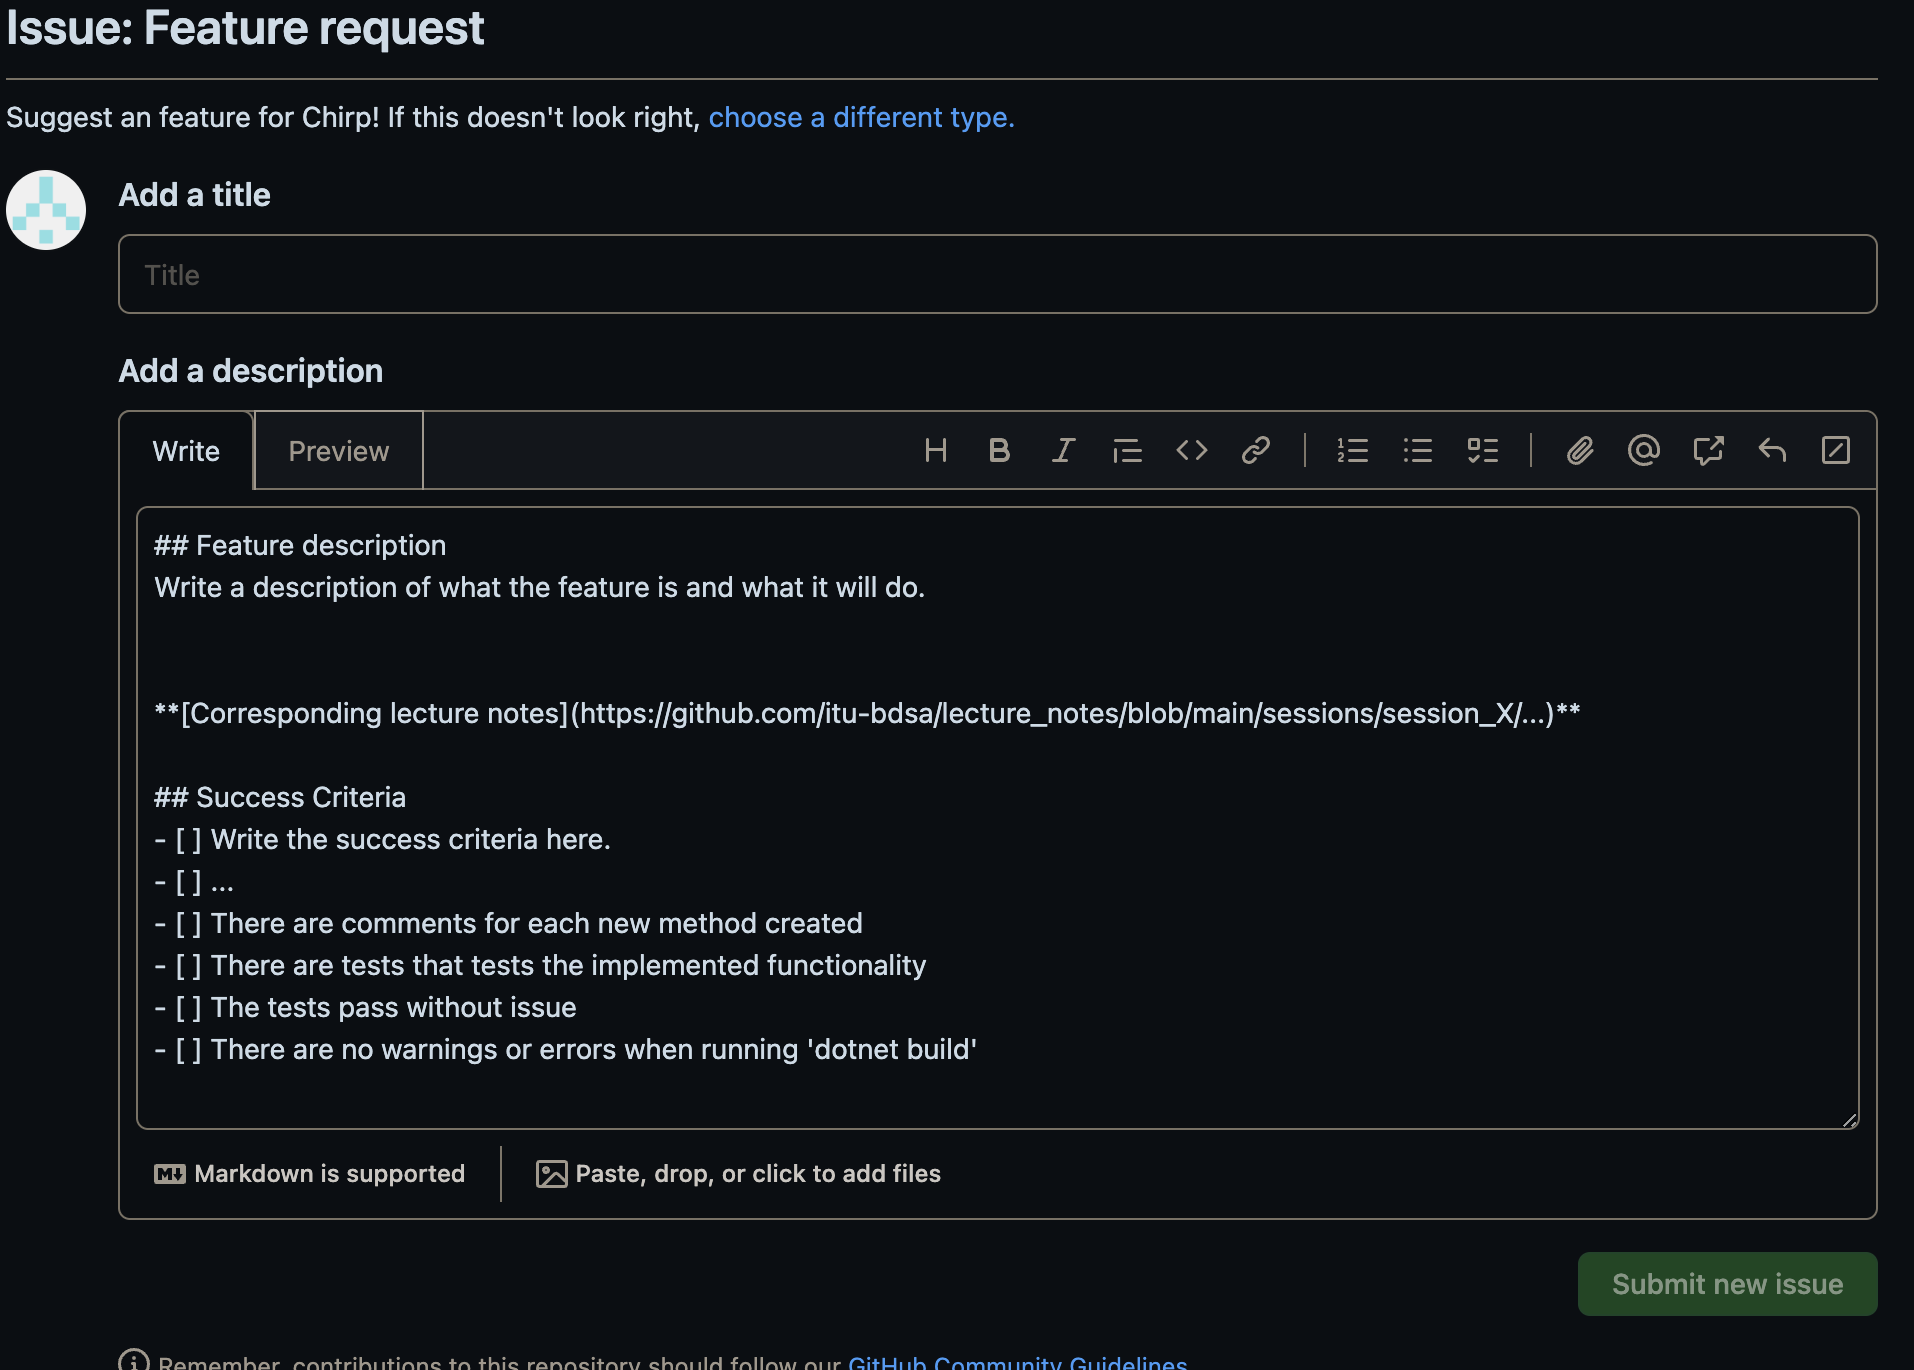 Issue: Feature request
Suggest an feature for Chirp! If this doesn't look right, choose a different type.
Add a title
Title
Add a description
Write
Preview
## Feature description
Write a description of what the feature is and what it will do.
**[Corresponding lecture notes](https://github.com/itu-bdsa/lecture_notes/blob/main/sessions/session_X/...)**
## Success Criteria
- [ ] Write the success criteria here.
- [ ] ...
- [ ] There are comments for each new method created
- [ ] There are tests that tests the implemented functionality
- [ ] The tests pass without issue
- [ ] There are no warnings or errors when running 'dotnet build'
Markdown is supported
Paste, drop, or click to add files
Submit new issue
Remember, contributions to this repository should follow our GitHub Community Guidelines